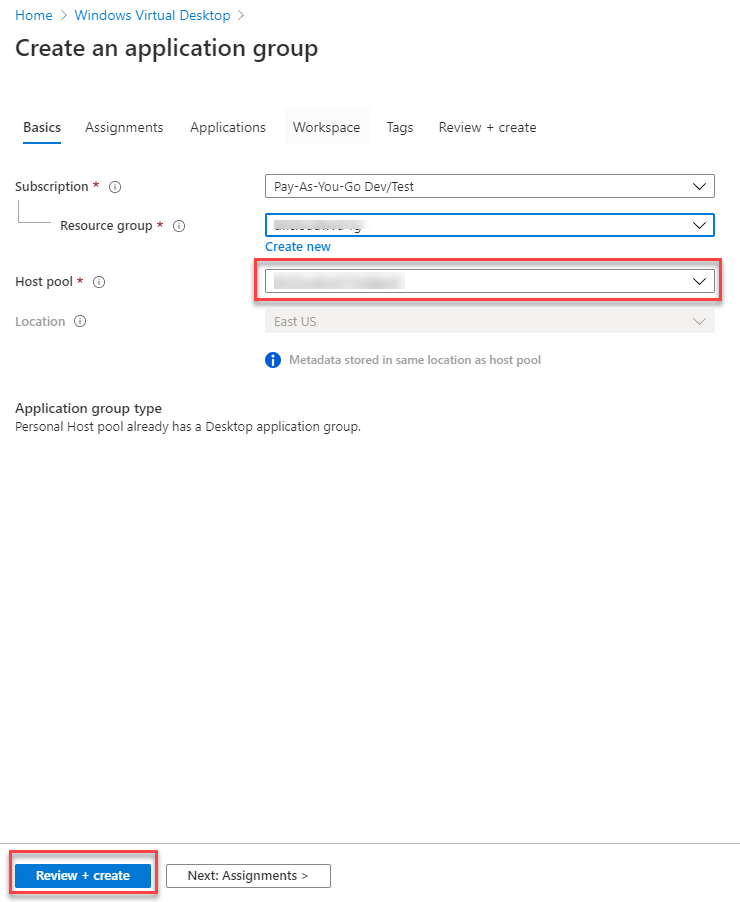 Home > Windows Virtual Desktop >
Create an application group
Basics Assignments Applications Workspace Tags Review + create
Subscription * Pay-As-You-Go Dev/Test
Resource group *
Create new
Host pool *
Location East US
Metadata stored in same location as host pool
Application group type
Personal Host pool already has a Desktop application group.
Review + create Next: Assignments >